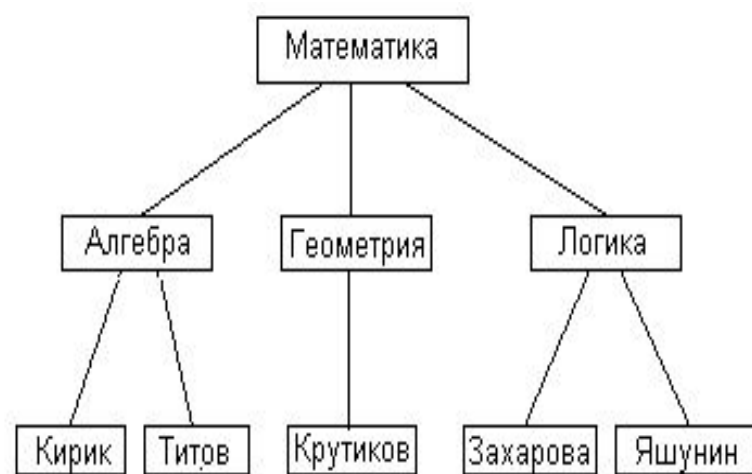 Математика
Алгебра
Геометрия
Логика
Кирик
Титов
Крутиков
Захарова
Яшунин